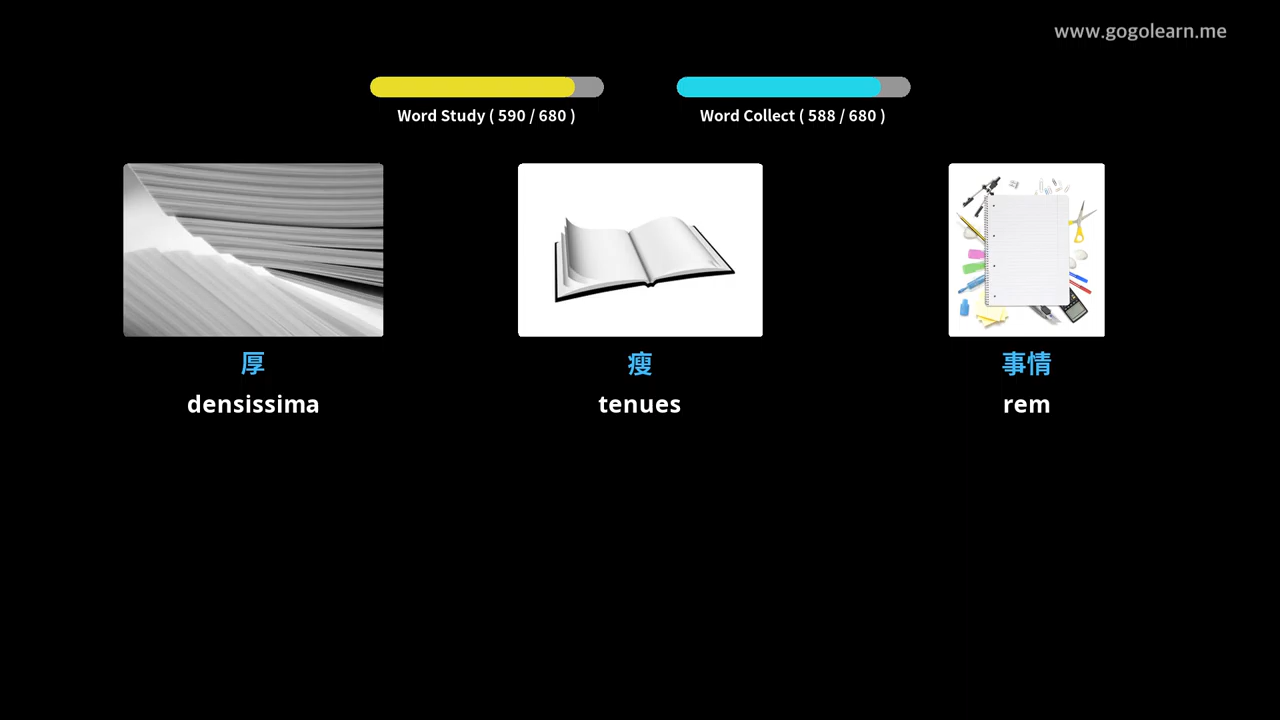 www.gogolearn.me
Word Study ( 590 / 680 )
Word Collect ( 588 / 680 )
厚
瘦
事情
densissima
tenues
rem